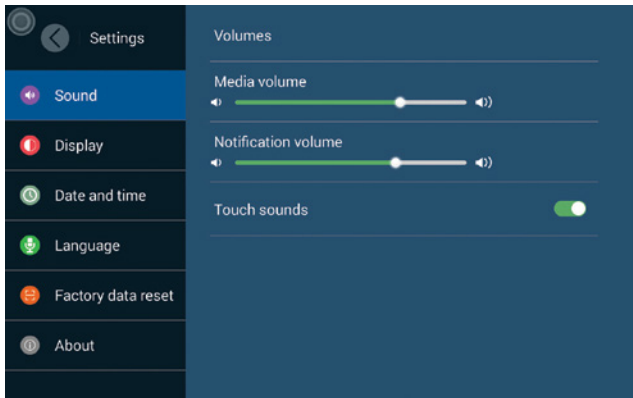 Settings
Sound
Display
Date and time
Language
Factory data reset
About
Volumes
Media volume
Notification volume
Touch sounds